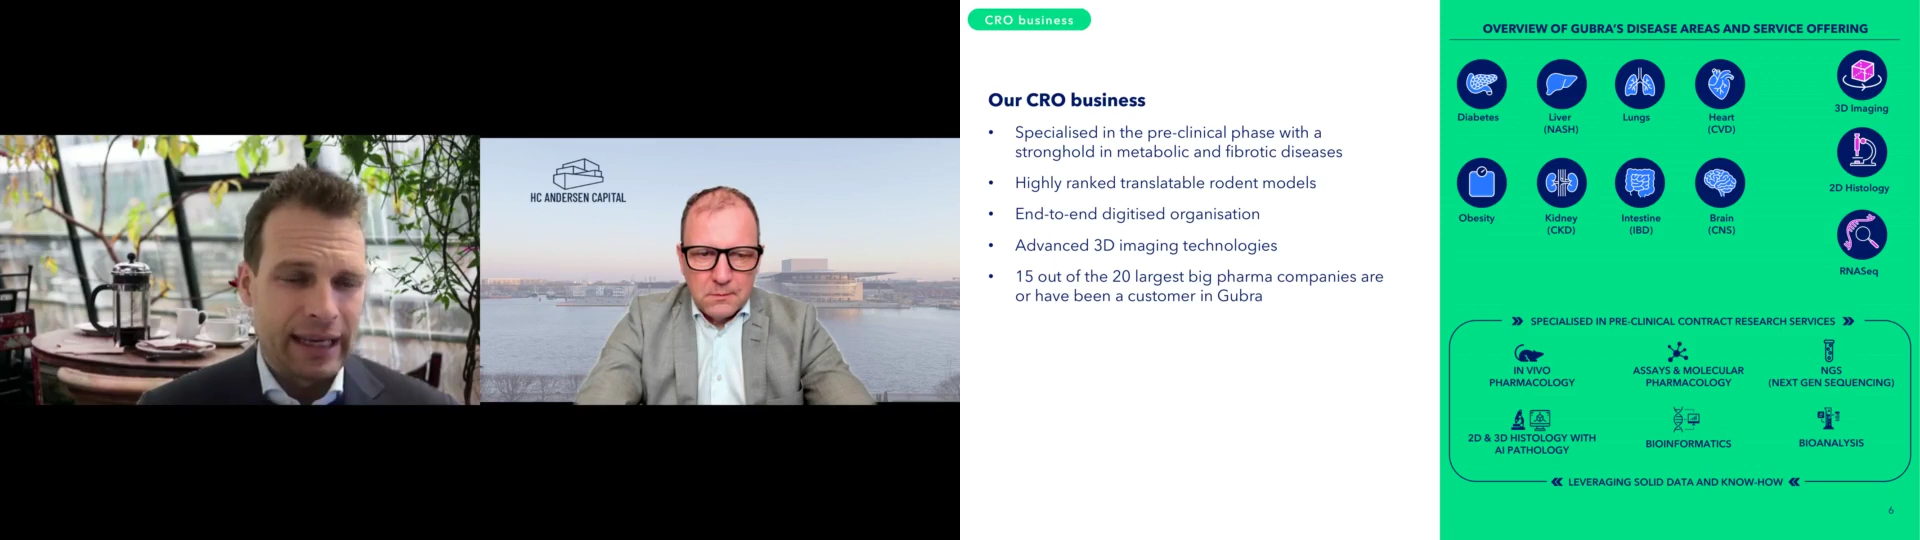 HC ANDERSEN CAPITAL
CRO business
Our CRO business
• Specialised in the pre-clinical phase with a
stronghold in metabolic and fibrotic diseases
• Highly ranked translatable rodent models
• End-to-end digitised organisation
• Advanced 3D imaging technologies
• 15 out of the 20 largest big pharma companies are
or have been a customer in Gubra
OVERVIEW OF GUBRA'S DISEASE AREAS AND SERVICE OFFERING
Diabetes
Liver
(NASH)
Lungs
Heart
(CVD)
3D Imaging
Obesity
Kidney
(CKD)
Intestine
(IBD)
Brain
(CNS)
2D Histology
RNASeq
SPECIALISED IN PRE-CLINICAL CONTRACT RESEARCH SERVICES
IN VIVO
PHARMACOLOGY
ASSAYS & MOLECULAR
PHARMACOLOGY
NGS
(NEXT GEN SEQUENCING)
2D & 3D HISTOLOGY WITH
AI PATHOLOGY
BIOINFORMATICS
BIOANALYSIS
LEVERAGING SOLID DATA AND KNOW-HOW
6